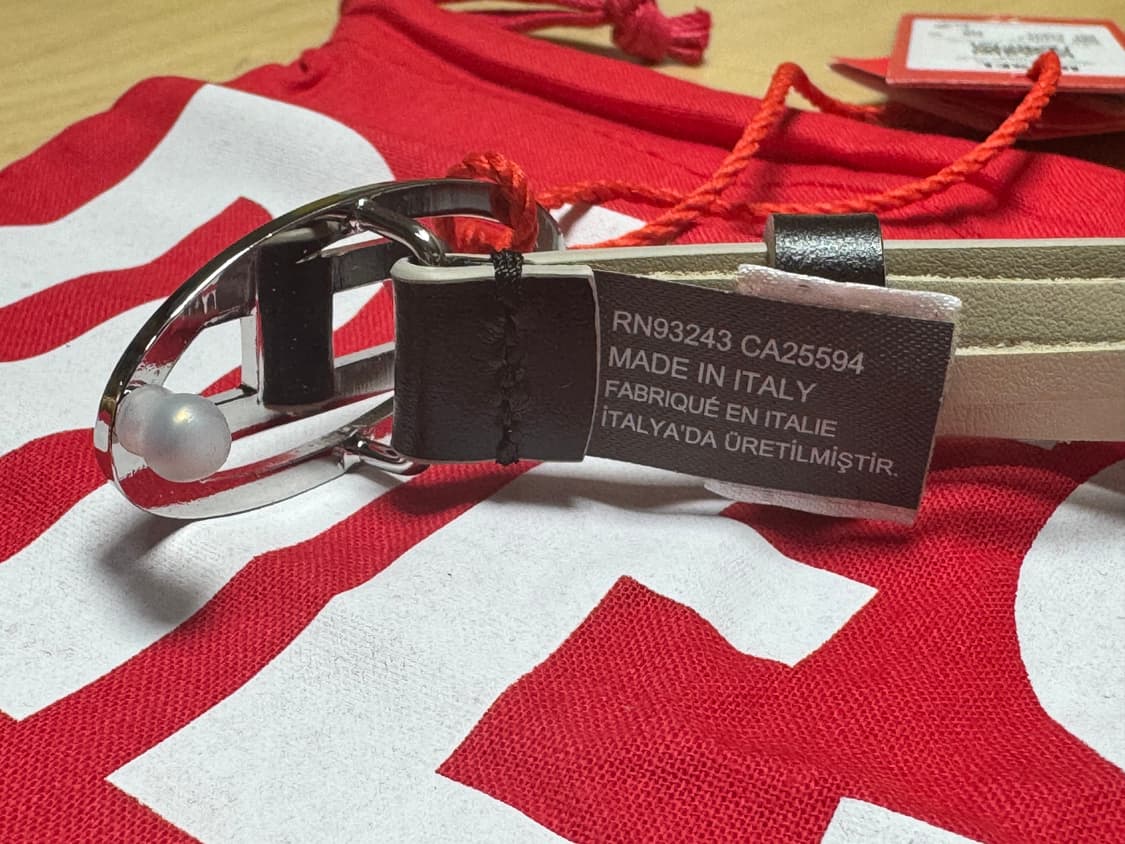 RN93243 CA25594
MADE IN ITALY
FABRIQUÉ EN ITALIE
İTALYA'DA ÜRETİLMİŞTİR.